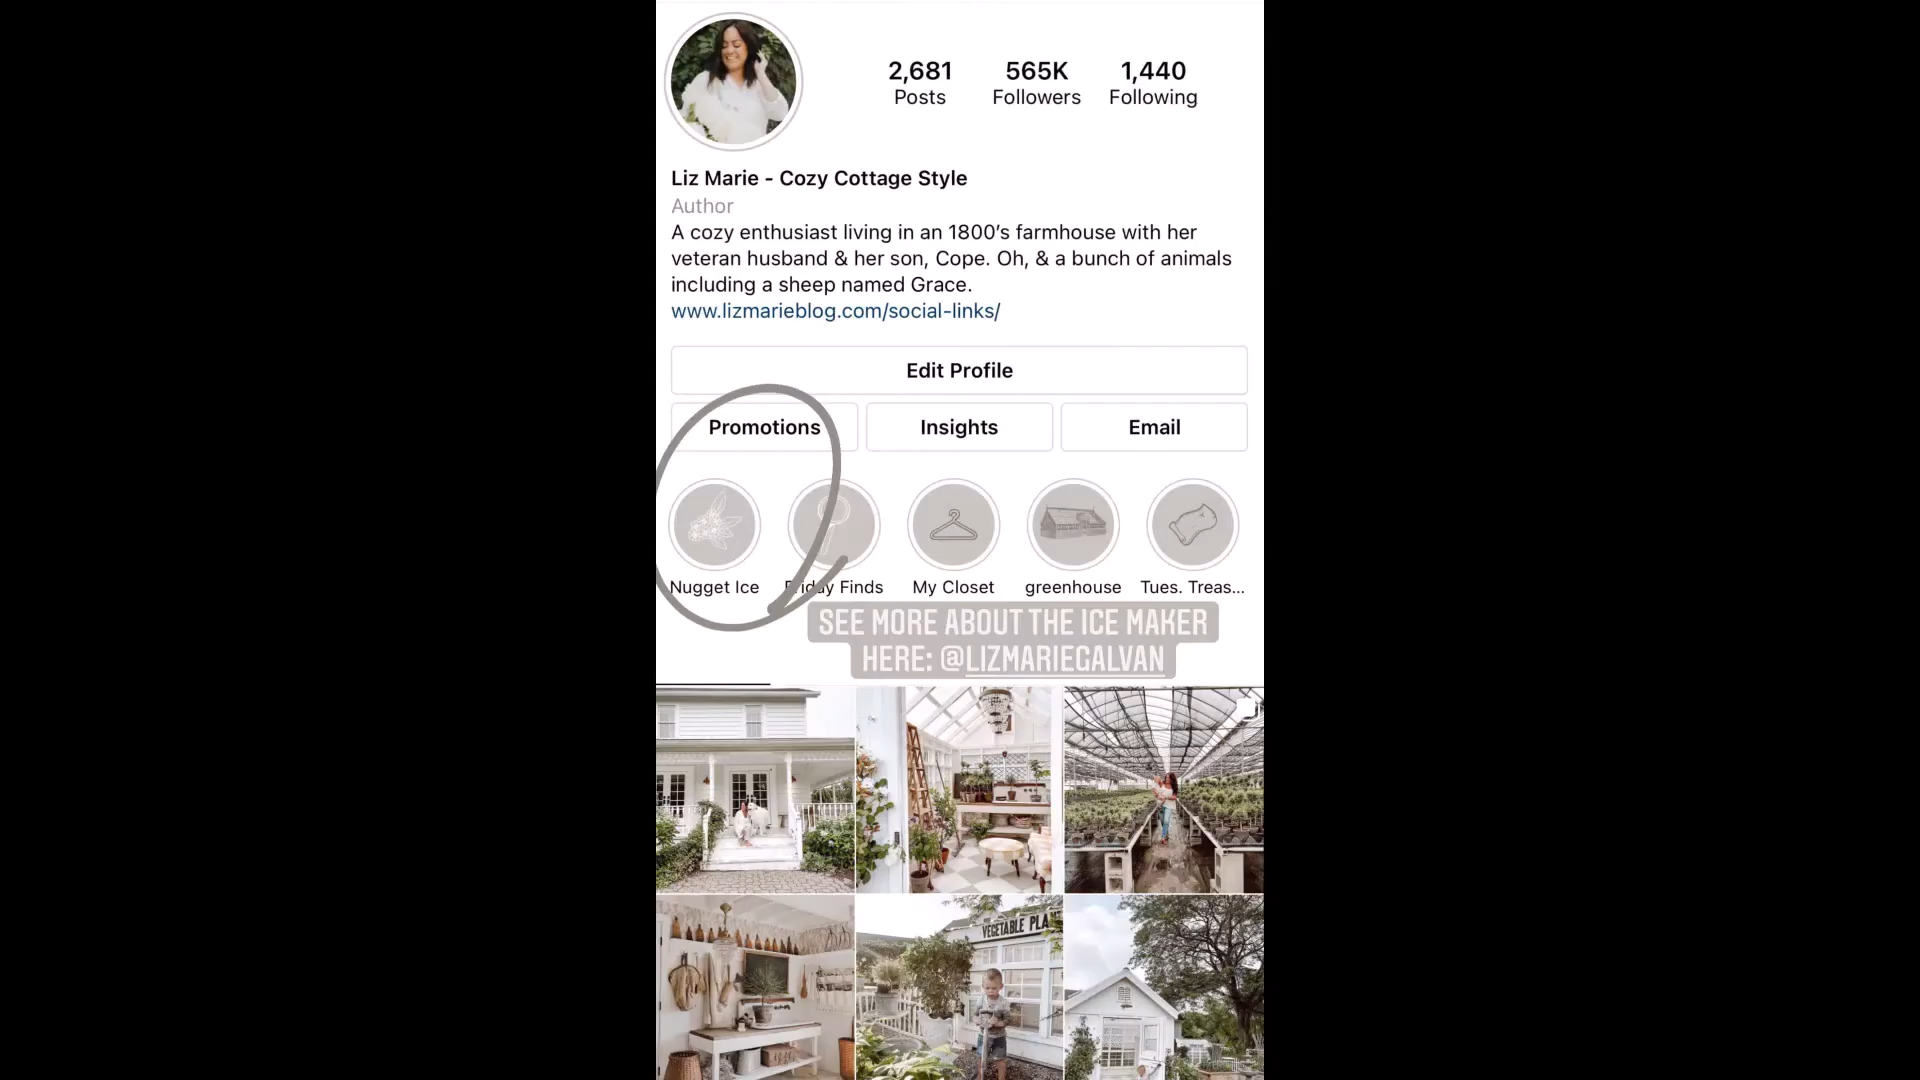 2,681 565K 1,440
Posts Followers Following
Liz Marie - Cozy Cottage Style
Author
A cozy enthusiast living in an 1800’s farmhouse with her
veteran husband & her son, Cope. Oh, & a bunch of animals
including a sheep named Grace.
www.lizmarieblog.com/social-links/
Edit Profile
Promotions Insights Email
Nugget Ice Friday Finds My Closet greenhouse Tues. Treas...
SEE MORE ABOUT THE ICE MAKER
HERE: @LIZMARIEGALVAN
VEGETABLE PLAN